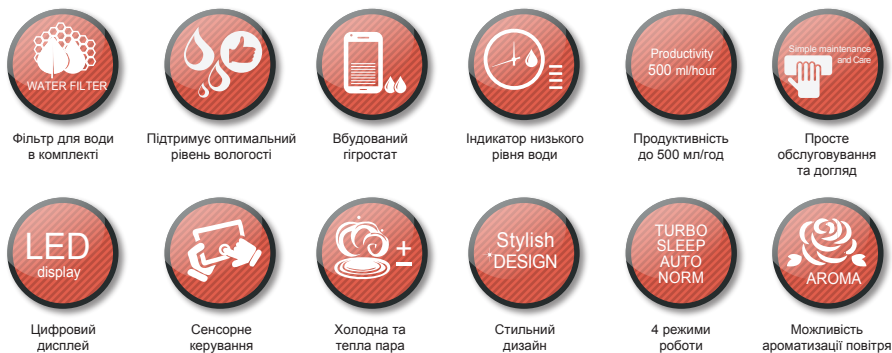 WATER FILTER
Productivity
500 ml/hour
Simple maintenance
and Care
Фільтр для води
в комплекті
Підтримує оптимальний
рівень вологості
Вбудований
гігростат
Індикатор низького
рівня води
Продуктивність
до 500 мл/год
Просте
обслуговування
та догляд
LED
display
+
Stylish
*DESIGN
TURBO
SLEEP
AUTO
NORM
AROMA
Цифровий
дисплей
Сенсорне
керування
Холодна та
тепла пара
Стильний
дизайн
4 режими
роботи
Можливість
ароматизації повітря